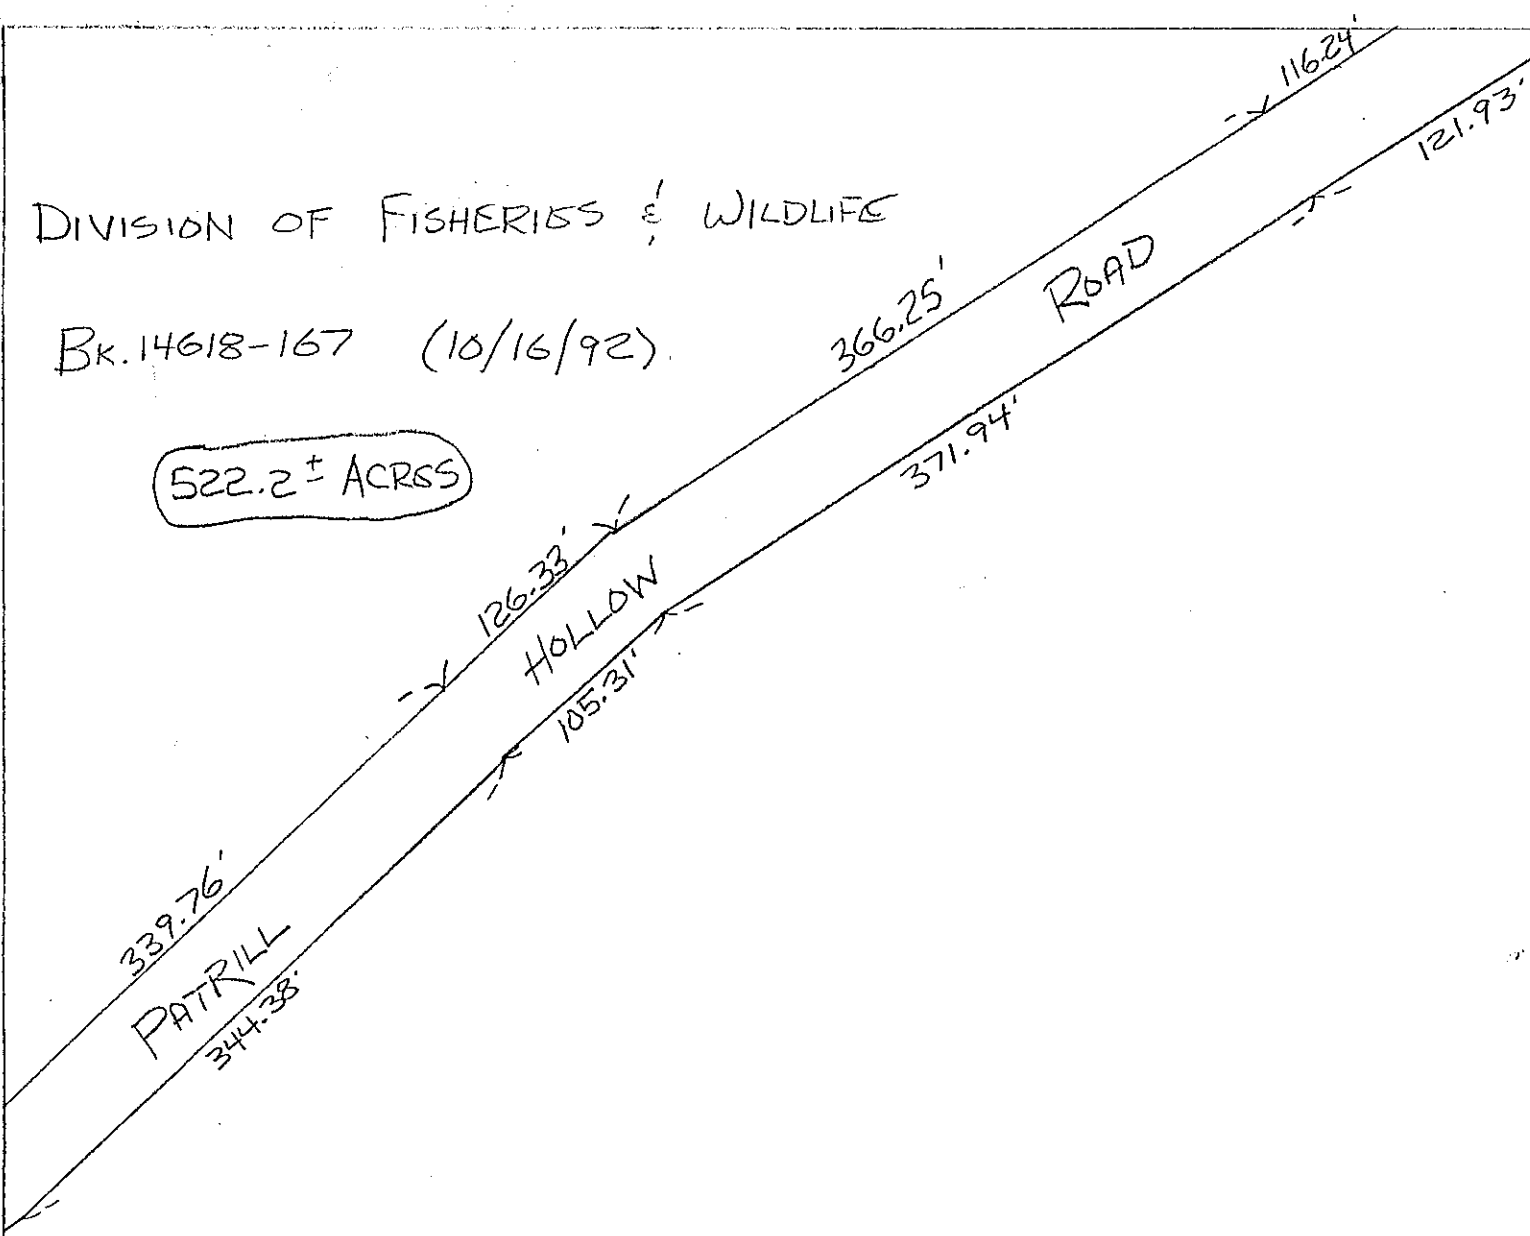 116.24'
121.93'
DIVISION OF FISHERIES & WILDLIFE
ROAD
366.25'
BK. 14618-167 (10/16/92)
371.94'
522.2± ACRES
126.33'
HOLLOW
105.31'
339.76'
PATRILL
344.38'